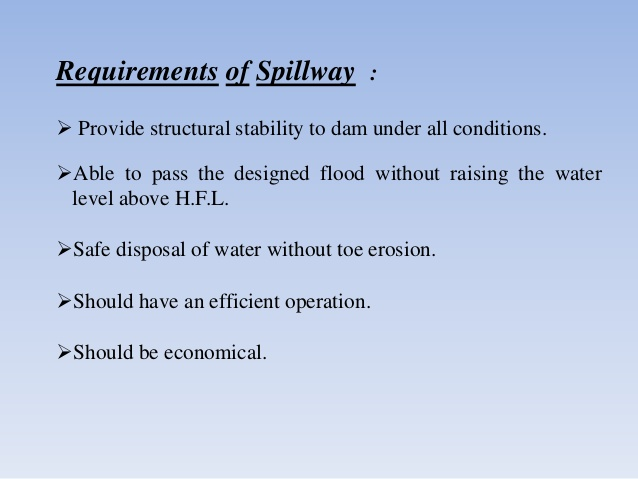 Requirements of Spillway :
➢ Provide structural stability to dam under all conditions.
➢Able to pass the designed flood without raising the water
level above H.F.L.
➢Safe disposal of water without toe erosion.
➢Should have an efficient operation.
➢Should be economical.